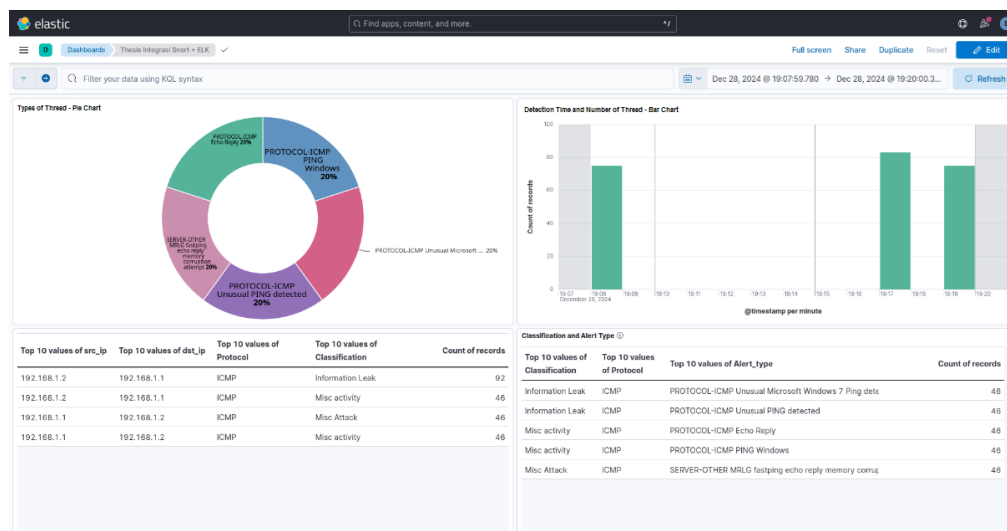 elastic
Find apps, content, and more.
^/
D
Dashboards
Thesis Integrasi Snort + ELK
Full screen
Share
Duplicate
Reset
Edit
Filter your data using KQL syntax
Dec 28, 2024 @ 19:07:59.780 → Dec 28, 2024 @ 19:20:00.3...
Refresh
Types of Thread - Pie Chart
PROTOCOL-ICMP
Echo Reply 20%
PROTOCOL-ICMP
PING
Windows
20%
PROTOCOL-ICMP Unusual Microsoft ... 20%
SERVER-OTHER
MRLG fastping
echo reply
memory
corruption
attempt 20%
PROTOCOL-ICMP
Unusual PING detected
20%
Detection Time and Number of Thread - Bar Chart
100
80
60
40
20
0
Count of records
19:07 19:08 19:09 19:10 19:11 19:12 19:13 19:14 19:15 19:16 19:17 19:18 19:19 19:20
December 28, 2024
@timestamp per minute
Top 10 values of src_ip Top 10 values of dst_ip Top 10 values of Protocol Top 10 values of Classification Count of records
192.168.1.2 192.168.1.1 ICMP Information Leak 92
192.168.1.2 192.168.1.1 ICMP Misc activity 46
192.168.1.1 192.168.1.2 ICMP Misc Attack 46
192.168.1.1 192.168.1.2 ICMP Misc activity 46
Classification and Alert Type
Top 10 values of Classification Top 10 values of Protocol Top 10 values of Alert_type Count of records
Information Leak ICMP PROTOCOL-ICMP Unusual Microsoft Windows 7 Ping dete 46
Information Leak ICMP PROTOCOL-ICMP Unusual PING detected 46
Misc activity ICMP PROTOCOL-ICMP Echo Reply 46
Misc activity ICMP PROTOCOL-ICMP PING Windows 46
Misc Attack ICMP SERVER-OTHER MRLG fastping echo reply memory corrup 46